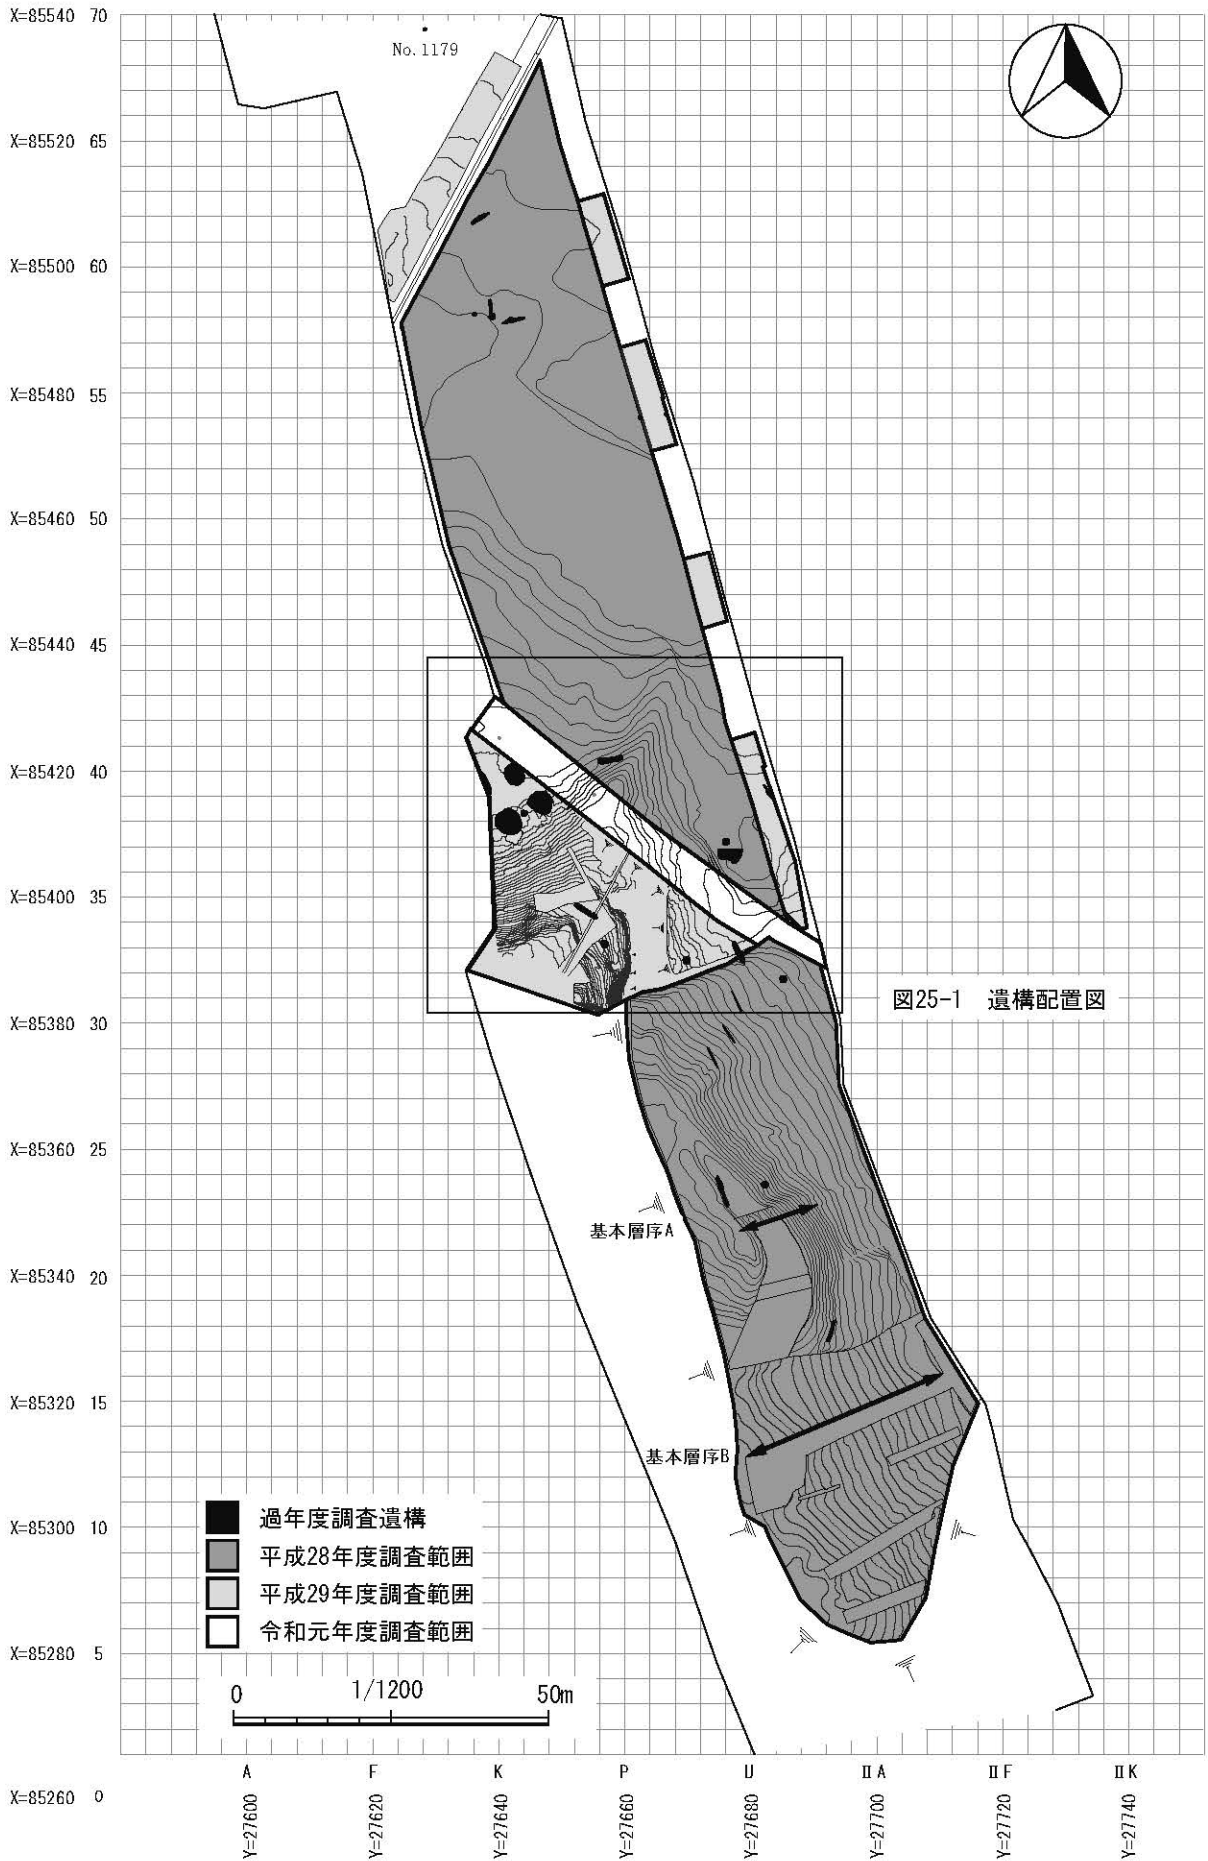 X=85540 70
No.1179
X=85520 65
X=85500 60
X=85480 55
X=85460 50
X=85440 45
X=85420 40
X=85400 35
図25-1 遺構配置図
X=85380 30
X=85360 25
基本層序A
X=85340 20
X=85320 15
基本層序B
過年度調査遺構
X=85300 10
平成28年度調査範囲
平成29年度調査範囲
令和元年度調査範囲
X=85280 5
0 1/1200 50m
A F K P U ⅡA ⅡF ⅡK
X=85260 0
Y=27600 Y=27620 Y=27640 Y=27660 Y=27680 Y=27700 Y=27720 Y=27740